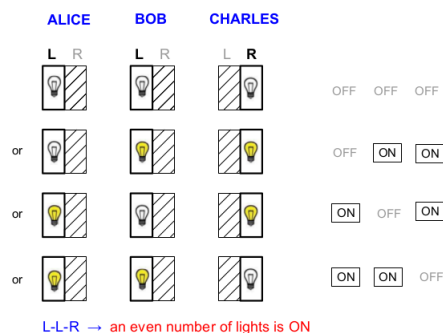 ALICE BOB CHARLES
L R L R L R
OFF OFF OFF
or OFF ON ON
or ON OFF ON
or ON ON OFF
L-L-R → an even number of lights is ON